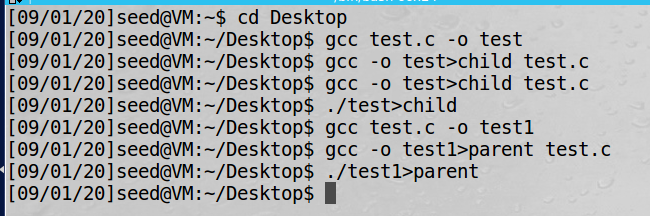 [09/01/20]seed@VM:~$ cd Desktop
[09/01/20]seed@VM:~/Desktop$ gcc test.c -o test
[09/01/20]seed@VM:~/Desktop$ gcc -o test>child test.c
[09/01/20]seed@VM:~/Desktop$ gcc -o test>child test.c
[09/01/20]seed@VM:~/Desktop$ ./test>child
[09/01/20]seed@VM:~/Desktop$ gcc test.c -o test1
[09/01/20]seed@VM:~/Desktop$ gcc -o test1>parent test.c
[09/01/20]seed@VM:~/Desktop$ ./test1>parent
[09/01/20]seed@VM:~/Desktop$